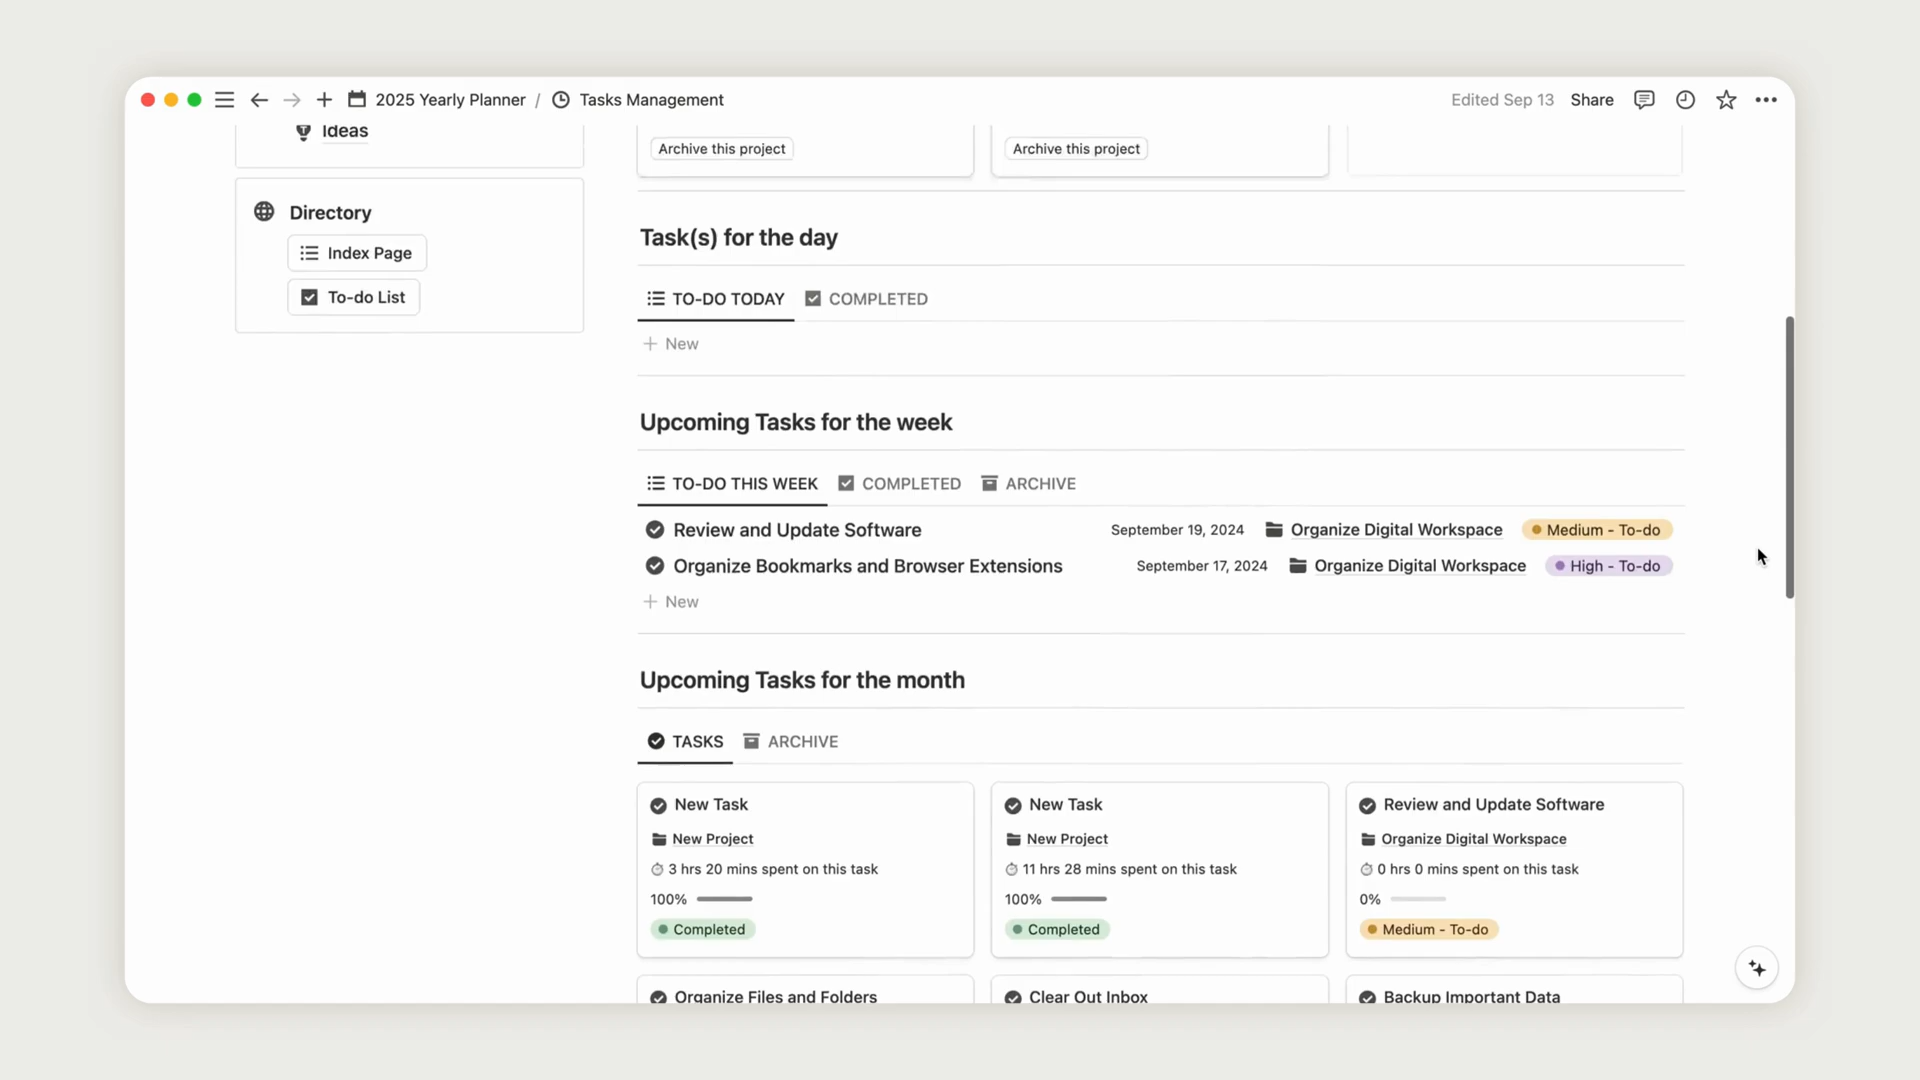 2025 Yearly Planner / Tasks Management
Edited Sep 13 Share
Ideas
Directory
Index Page
To-do List
Archive this project
Archive this project
Task(s) for the day
TO-DO TODAY COMPLETED
+ New
Upcoming Tasks for the week
TO-DO THIS WEEK COMPLETED ARCHIVE
Review and Update Software September 19, 2024 Organize Digital Workspace Medium - To-do
Organize Bookmarks and Browser Extensions September 17, 2024 Organize Digital Workspace High - To-do
+ New
Upcoming Tasks for the month
TASKS ARCHIVE
New Task
New Project
3 hrs 20 mins spent on this task
100%
Completed
New Task
New Project
11 hrs 28 mins spent on this task
100%
Completed
Review and Update Software
Organize Digital Workspace
0 hrs 0 mins spent on this task
0%
Medium - To-do
Organize Files and Folders
Clear Out Inbox
Backup Important Data